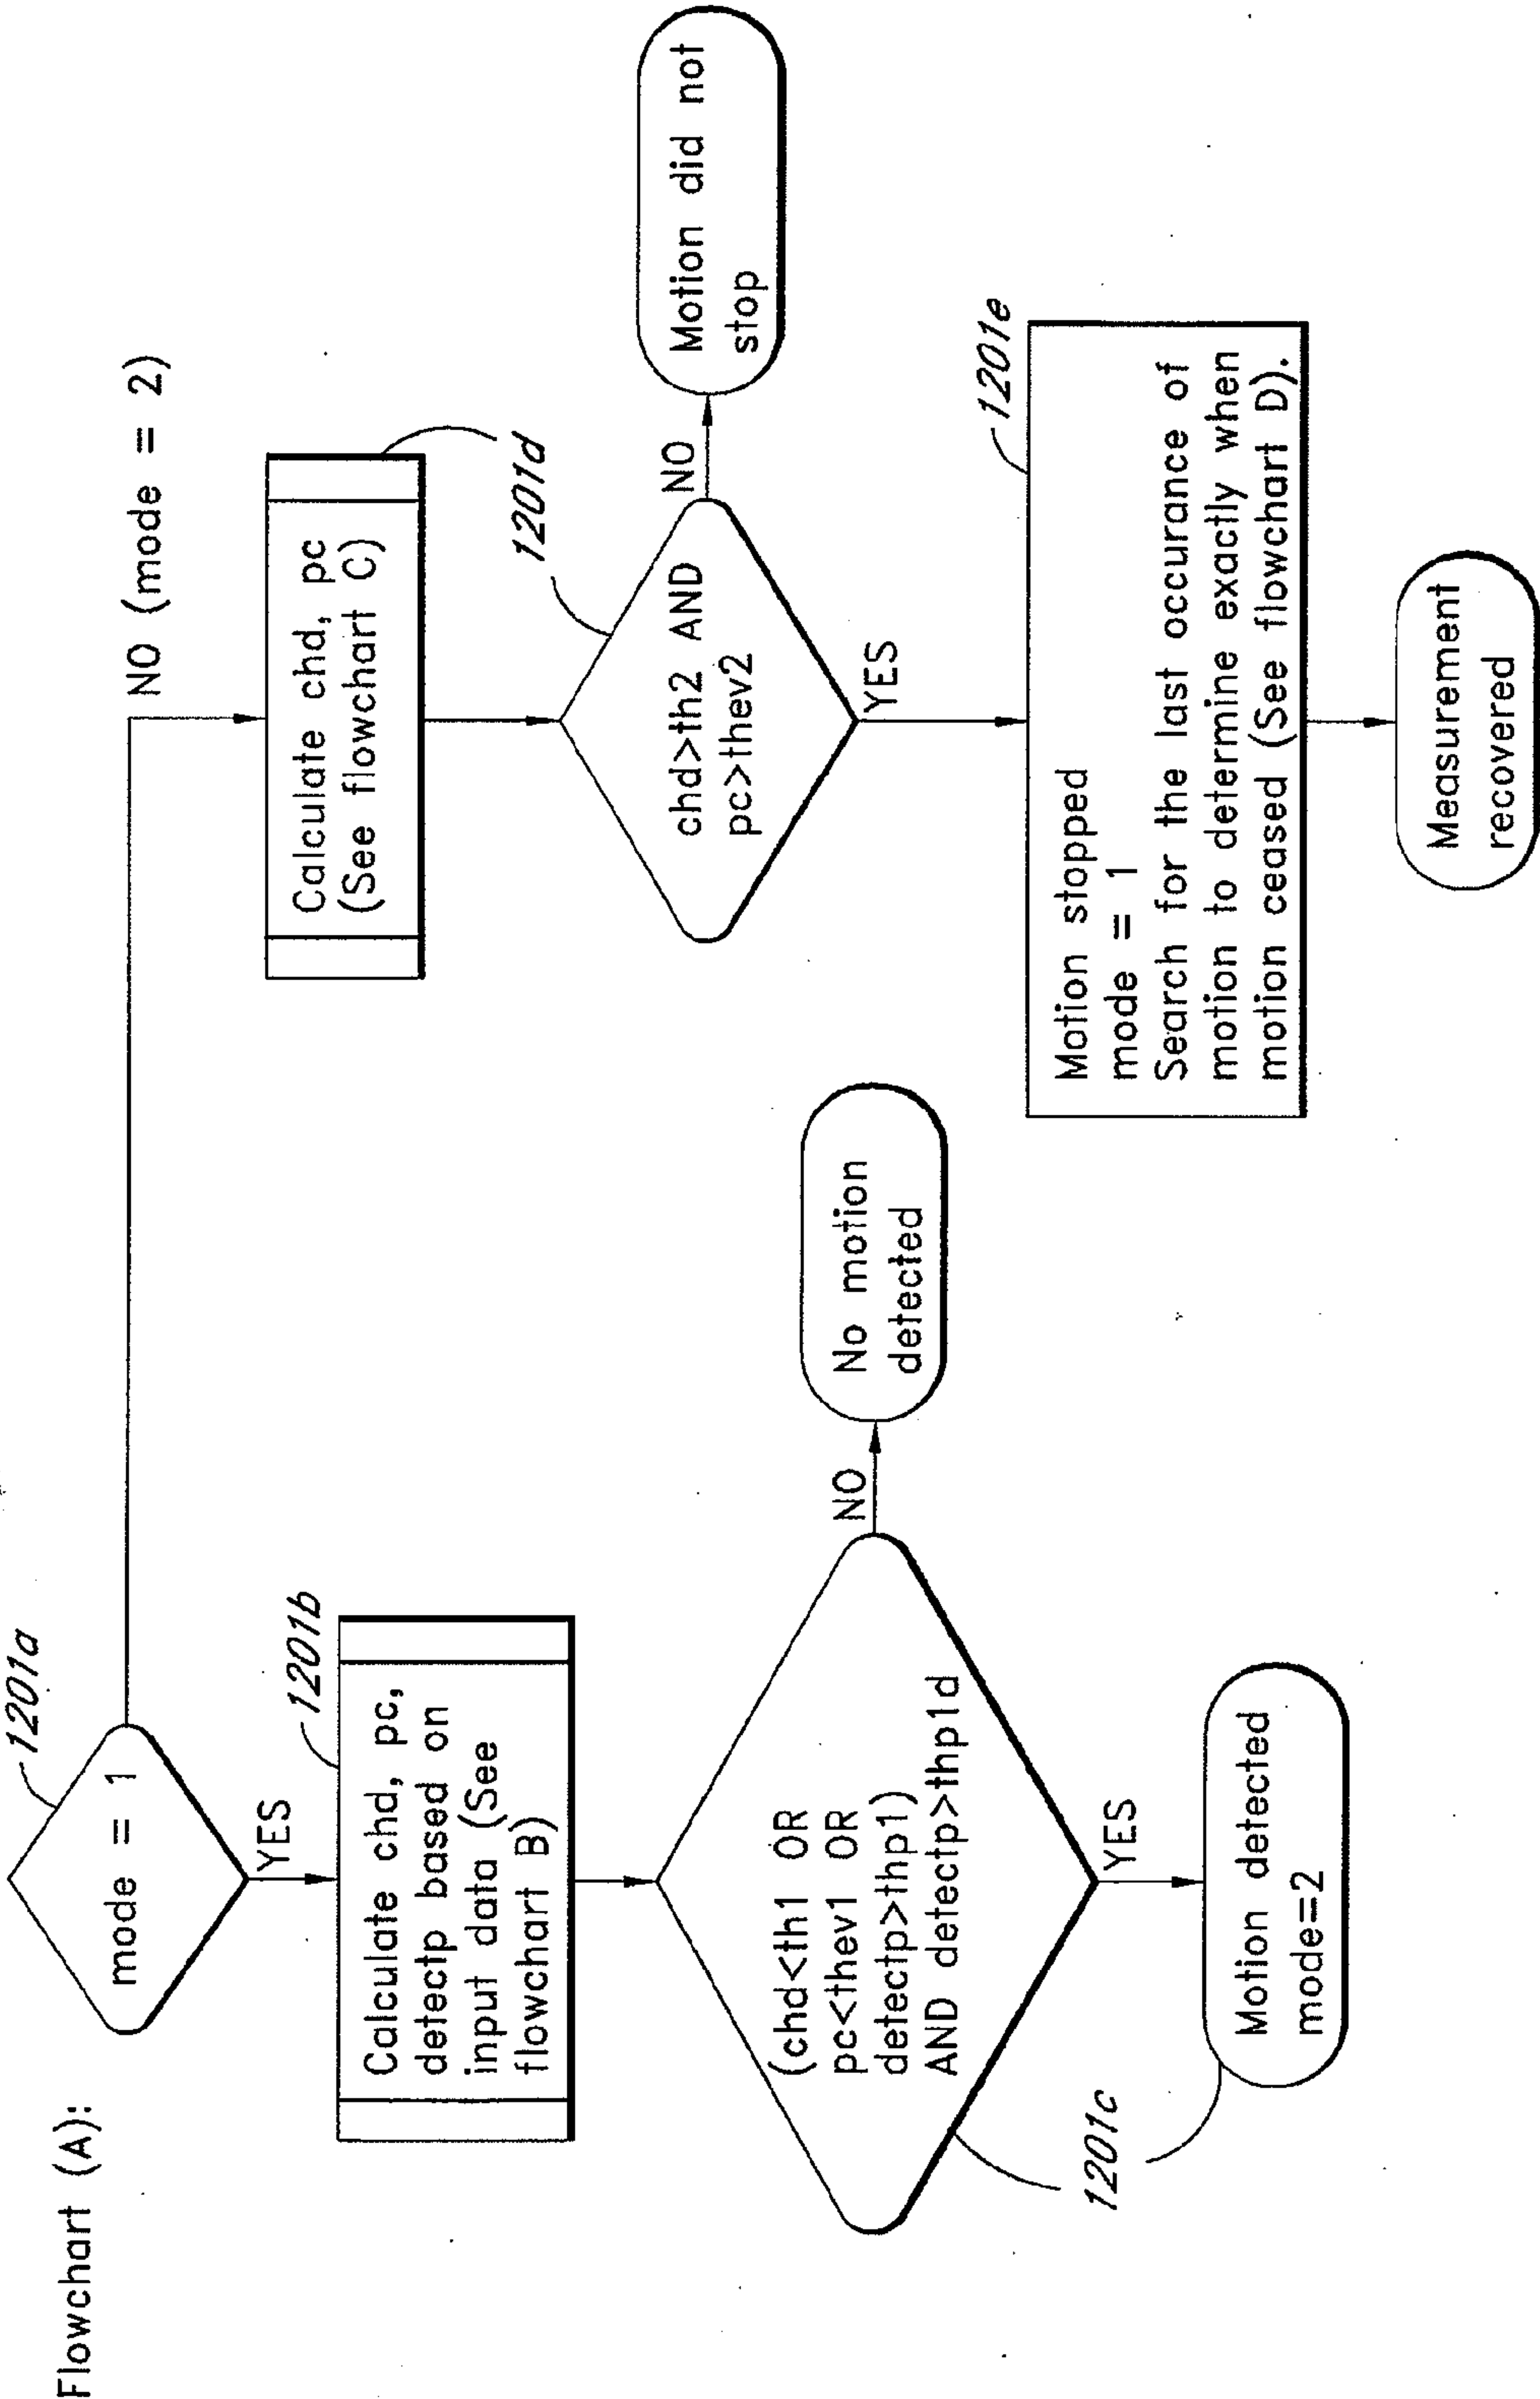 Flowchart (A):
1201a
mode = 1
YES
NO (mode = 2)
1201b
Calculate chd, pc,
detectp based on
input data (See
flowchart B)
(chd<th1 OR
pc<thev1 OR
detectp>thp1)
AND detectp>thp1d
NO
No motion
detected
YES
1201c
Motion detected
mode=2
Calculate chd, pc
(See flowchart C)
1201d
chd>th2 AND
pc>thev2
NO
Motion did not
stop
YES
1201e
Motion stopped
mode = 1
Search for the last occurance of
motion to determine exactly when
motion ceased (See flowchart D).
Measurement
recovered